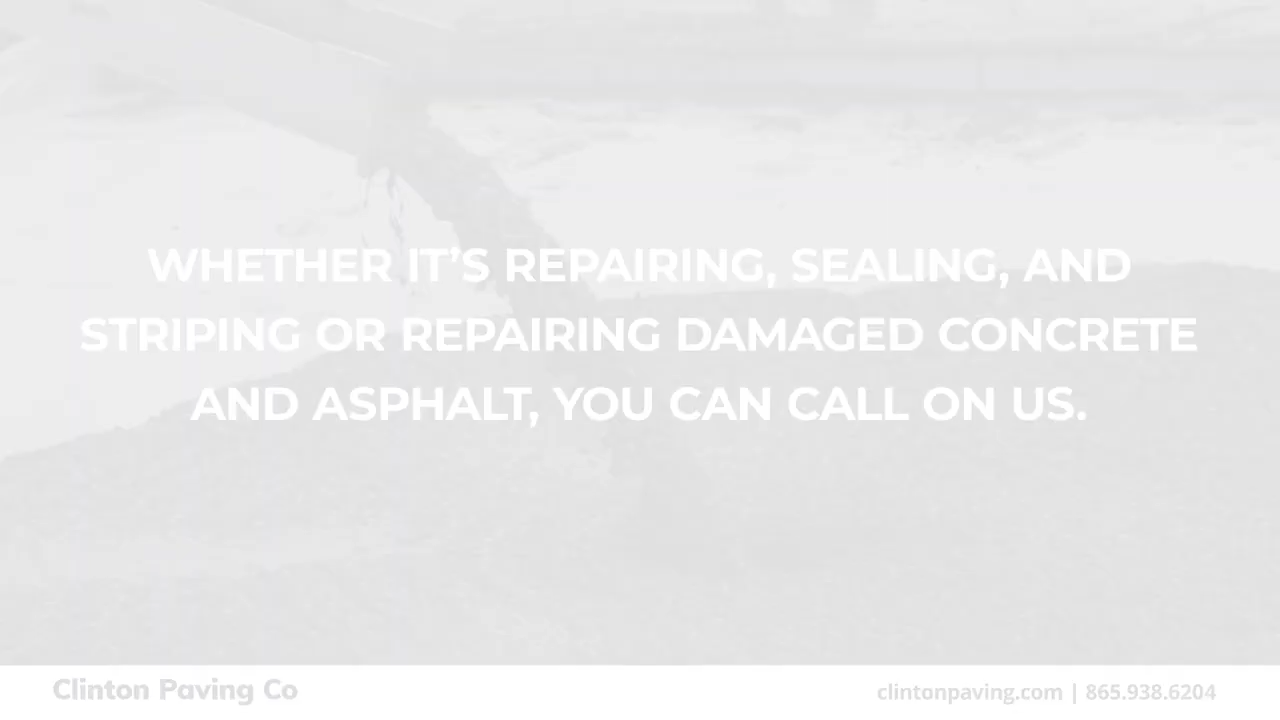 WHETHER IT’S REPAIRING, SEALING, AND
STRIPING OR REPAIRING DAMAGED CONCRETE
AND ASPHALT, YOU CAN CALL ON US.
Clinton Paving Co
clintonpaving.com | 865.938.6204